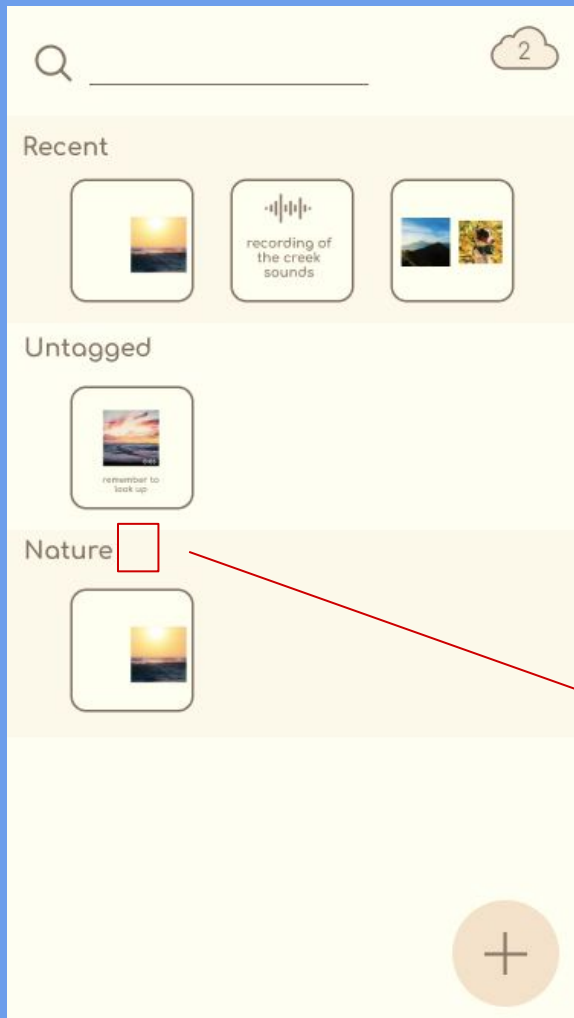 2
Recent
recording of
the creek
sounds
Untagged
remember to
look up
Nature